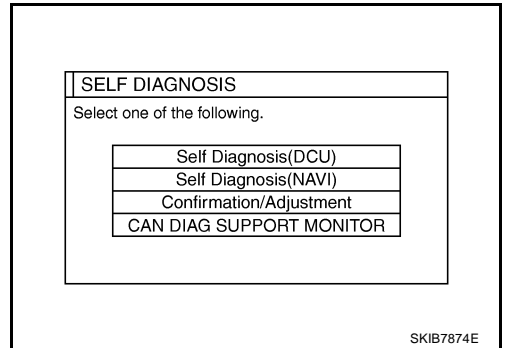 SELF DIAGNOSIS
Select one of the following.
Self Diagnosis(DCU)
Self Diagnosis(NAVI)
Confirmation/Adjustment
CAN DIAG SUPPORT MONITOR
SKIB7874E